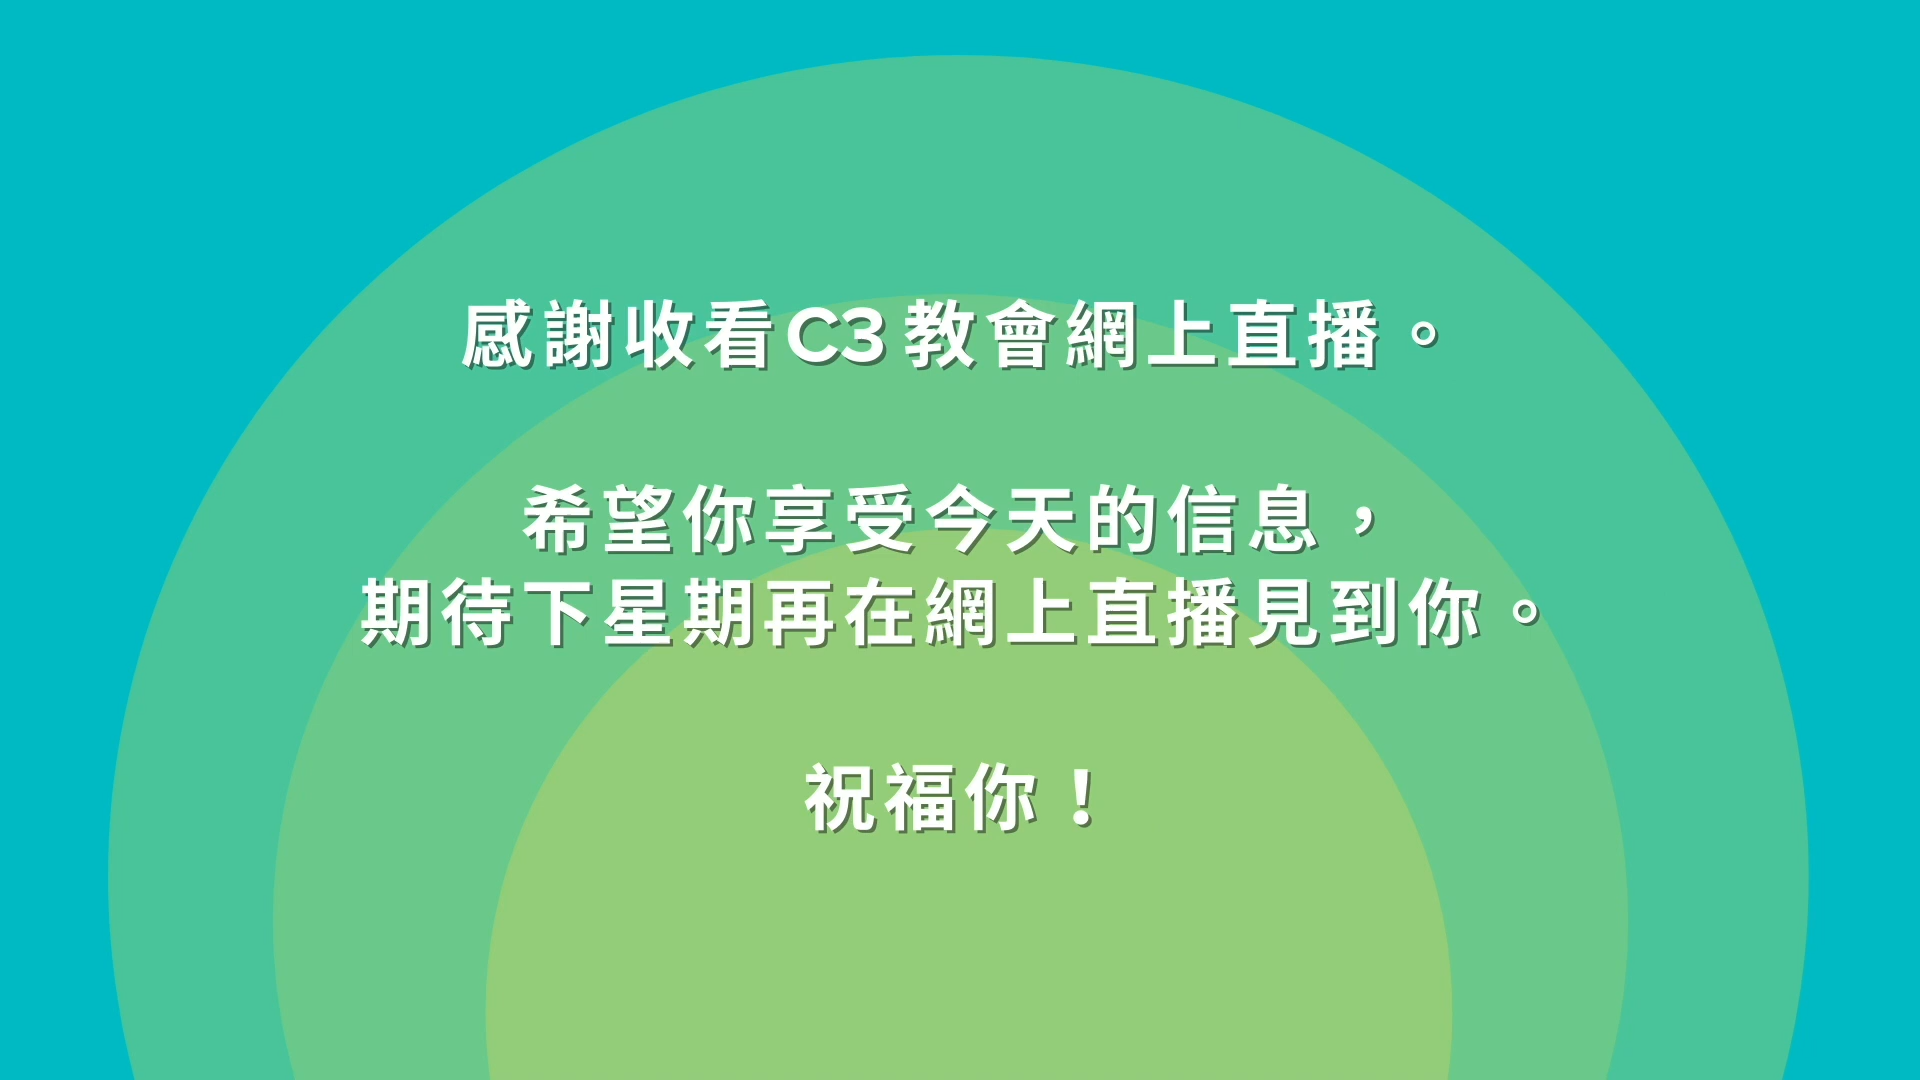 感謝收看C3教會網上直播。
希望你享受今天的信息，
期待下星期再在網上直播見到你。
祝福你！